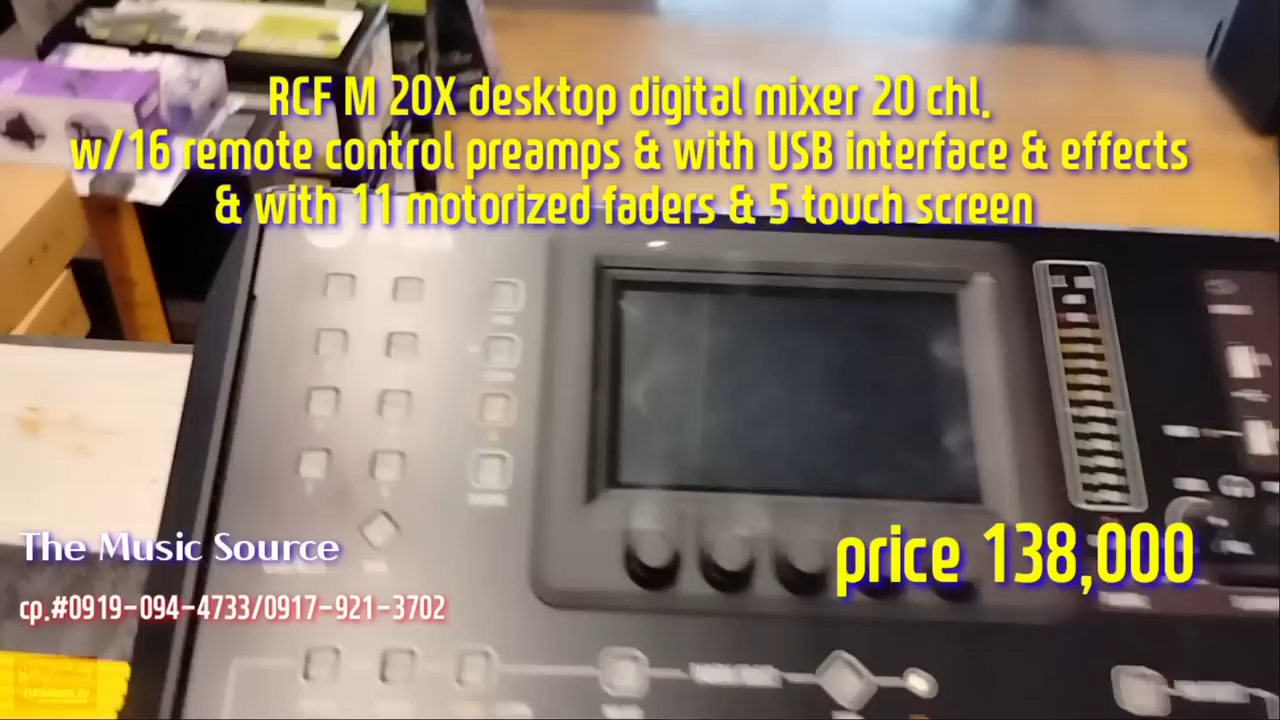 RCF M 20X desktop digital mixer 20 chl.
w/16 remote control preamps & with USB interface & effects
& with 11 motorized faders & 5 touch screen
The Music Source
price 138,000
cp.#0919-094-4733/0917-921-3702